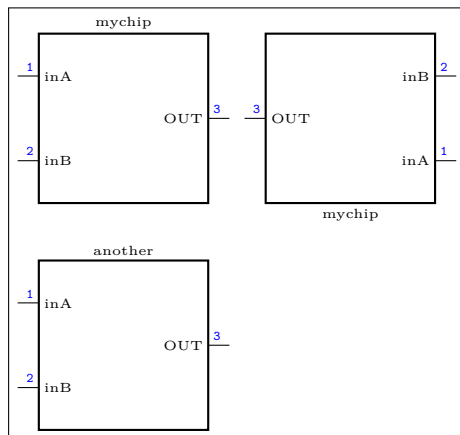 mychip
1 inA
2 inB
OUT 3
inB 2
3 OUT
inA 1
mychip
another
1 inA
2 inB
OUT 3